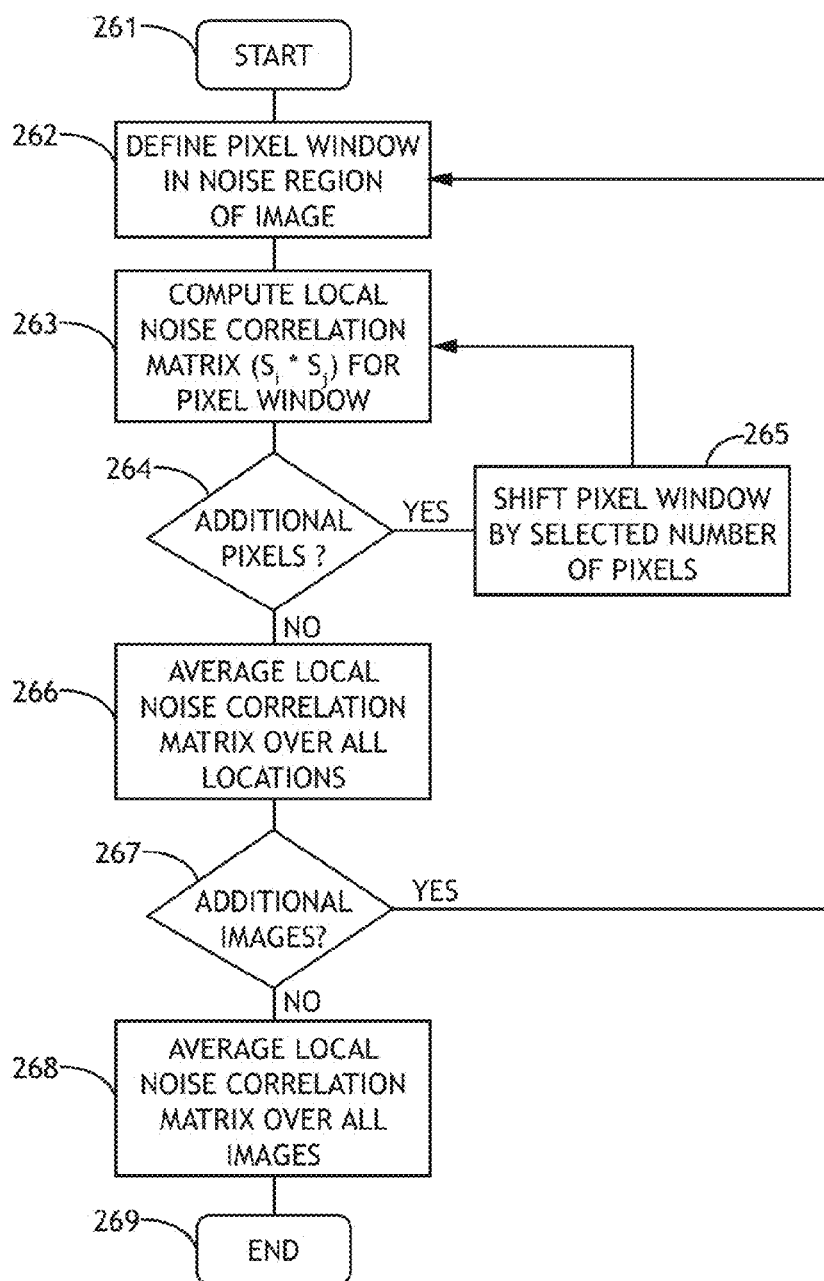 261
START
262
DEFINE PIXEL WINDOW
IN NOISE REGION
OF IMAGE
263
COMPUTE LOCAL
NOISE CORRELATION
MATRIX (Si * Sj) FOR
PIXEL WINDOW
264
ADDITIONAL
PIXELS ?
YES
265
SHIFT PIXEL WINDOW
BY SELECTED NUMBER
OF PIXELS
NO
266
AVERAGE LOCAL
NOISE CORRELATION
MATRIX OVER ALL
LOCATIONS
267
ADDITIONAL
IMAGES?
YES
NO
268
AVERAGE LOCAL
NOISE CORRELATION
MATRIX OVER ALL
IMAGES
269
END